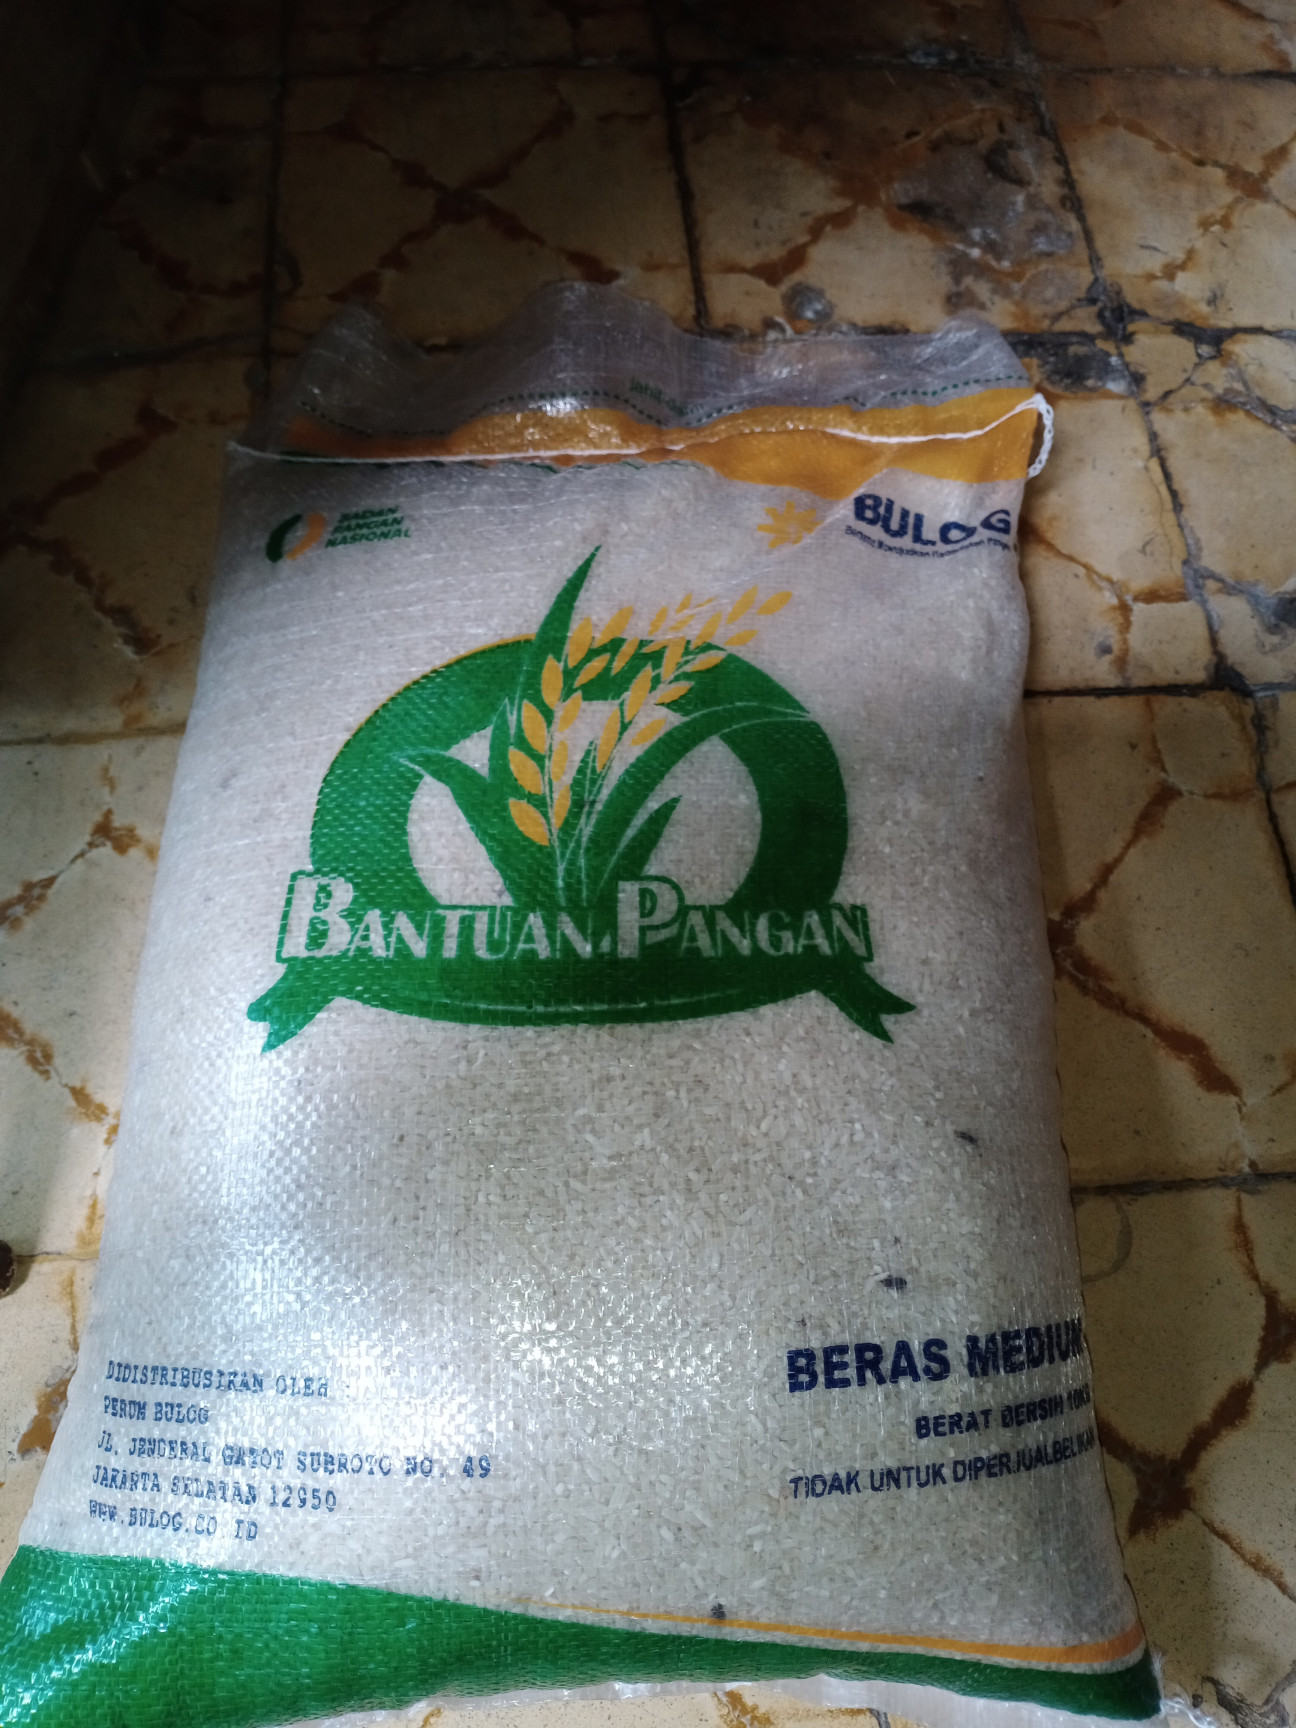 BADAN
PANGAN
NASIONAL
BULOG
BANTUAN PANGAN
DIDISTRIBUSIKAN OLEH :
PERUM BULOG
JL. JENDERAL GATOT SUBROTO NO. 49
JAKARTA SELATAN 12950
WWW.BULOG.CO.ID
BERAS MEDIUM
BERAT BERSIH 10KG
TIDAK UNTUK DIPERJUALBELIKAN